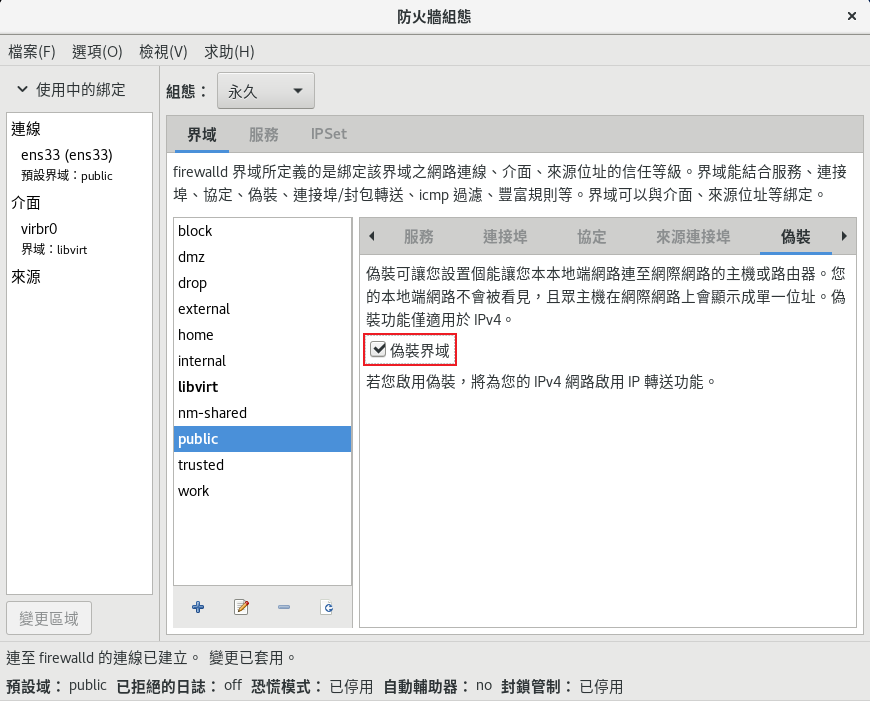 防火牆組態
檔案(F) 選項(O) 檢視(V) 求助(H)
使用中的綁定
組態： 永久
連線
ens33 (ens33)
預設界域：public
介面
virbr0
界域：libvirt
來源
變更區域
界域 服務 IPSet
firewalld 界域所定義的是綁定該界域之網路連線、介面、來源位址的信任等級。界域能結合服務、連接
埠、協定、偽裝、連接埠/封包轉送、icmp 過濾、豐富規則等。界域可以與介面、來源位址等綁定。
block
dmz
drop
external
home
internal
libvirt
nm-shared
public
trusted
work
服務 連接埠 協定 來源連接埠 偽裝
偽裝可讓您設置個能讓您本本地端網路連至網際網路的主機或路由器。您
的本地端網路不會被看見，且眾主機在網際網路上會顯示成單一位址。偽
裝功能僅適用於 IPv4。
偽裝界域
若您啟用偽裝，將為您的 IPv4 網路啟用 IP 轉送功能。
連至 firewalld 的連線已建立。 變更已套用。
預設域： public 已拒絕的日誌： off 恐慌模式： 已停用 自動輔助器： no 封鎖管制： 已停用